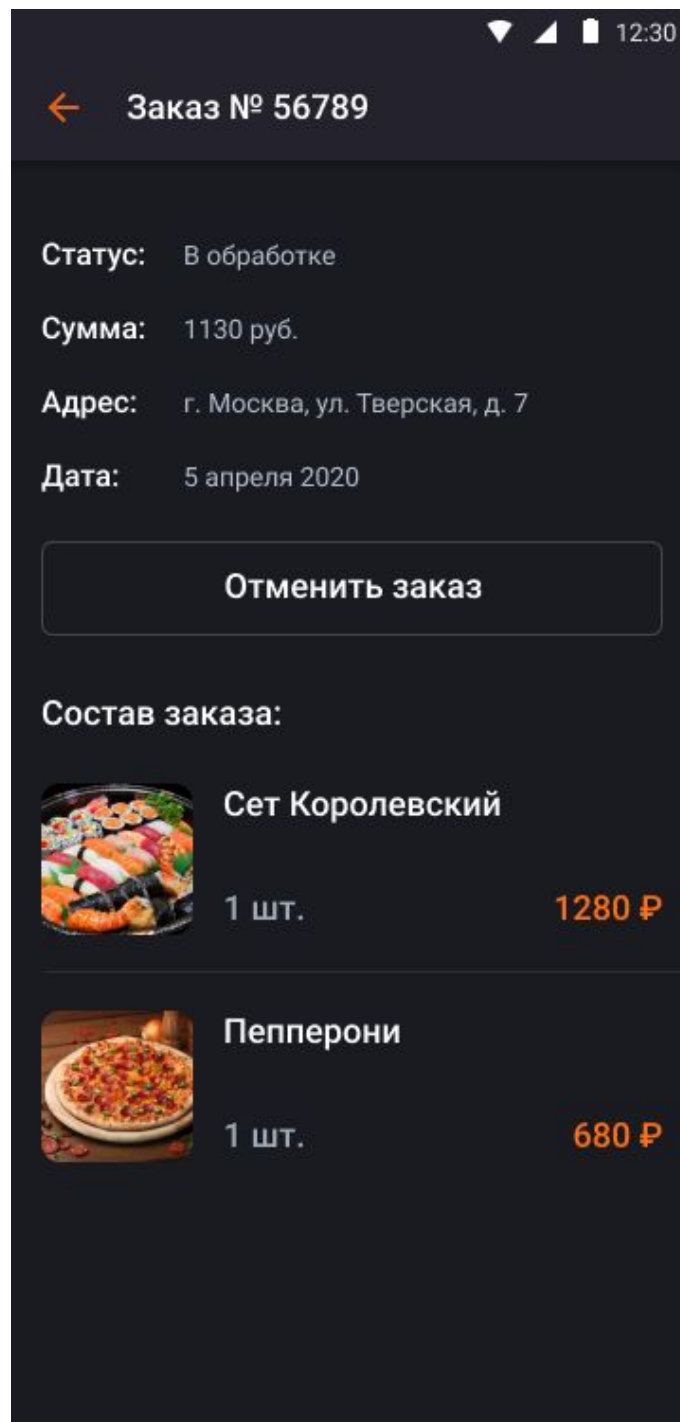 12:30
Заказ № 56789
Статус: В обработке
Сумма: 1130 руб.
Адрес: г. Москва, ул. Тверская, д. 7
Дата: 5 апреля 2020
Отменить заказ
Состав заказа:
Сет Королевский
1 шт. 1280 ₽
Пепперони
1 шт. 680 ₽